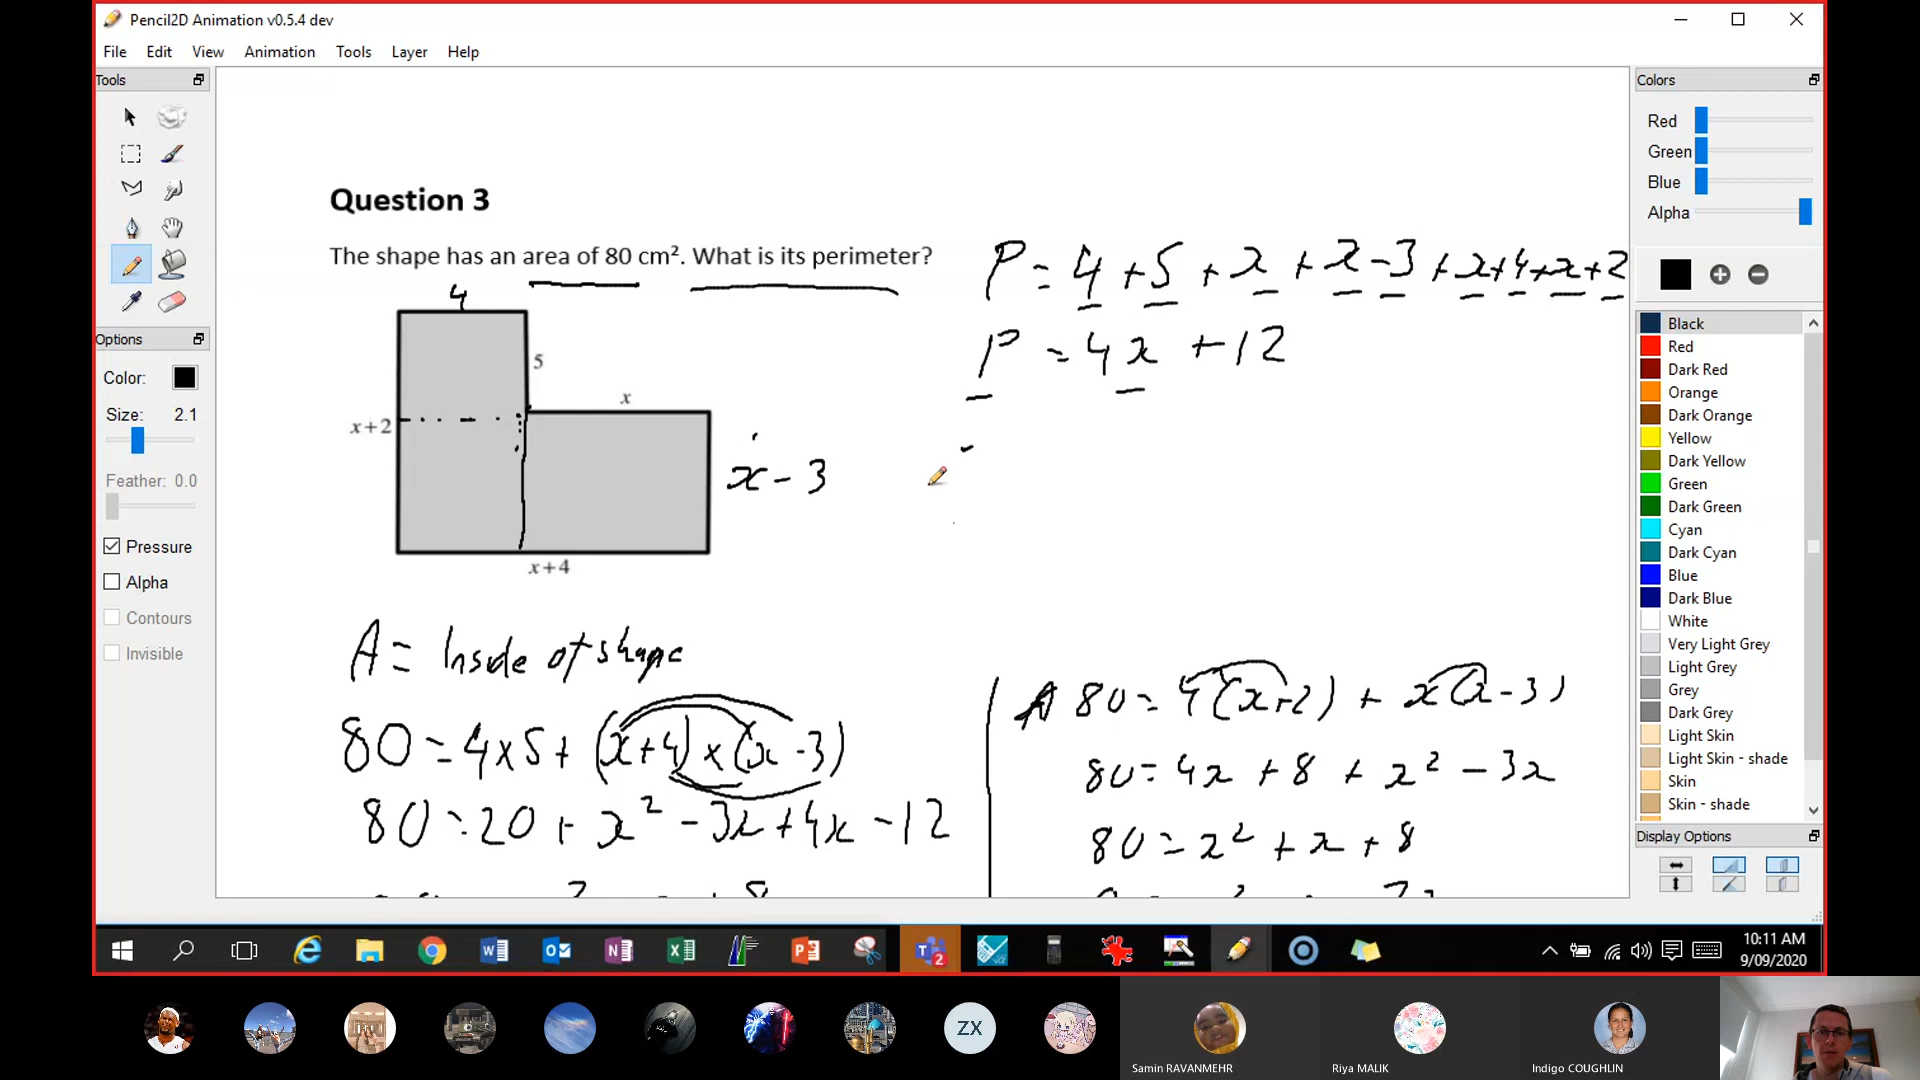 Pencil2D Animation v0.5.4 dev
File Edit View Animation Tools Layer Help
Tools
Options
Color:
Size: 2.1
Feather: 0.0
Pressure
Alpha
Contours
Invisible
Question 3
The shape has an area of 80 cm². What is its perimeter?
4
5
x
x+2
x - 3
x+4
P = 4 + 5 + x + x - 3 + x + 4 + x + 2
P = 4x + 12
A = Inside of shape
80 = 4 x 5 + (x+4) x (x - 3)
80 = 20 + x² - 3x + 4x - 12
A 80 = 4(x+2) + x(x - 3)
80 = 4x + 8 + x² - 3x
80 = x² + x + 8
Colors
Red
Green
Blue
Alpha
Black
Red
Dark Red
Orange
Dark Orange
Yellow
Dark Yellow
Green
Dark Green
Cyan
Dark Cyan
Blue
Dark Blue
White
Very Light Grey
Light Grey
Grey
Dark Grey
Light Skin
Light Skin - shade
Skin
Skin - shade
Display Options
10:11 AM
9/09/2020
ZX
Samin RAVANMEHR
Riya MALIK
Indigo COUGHLIN